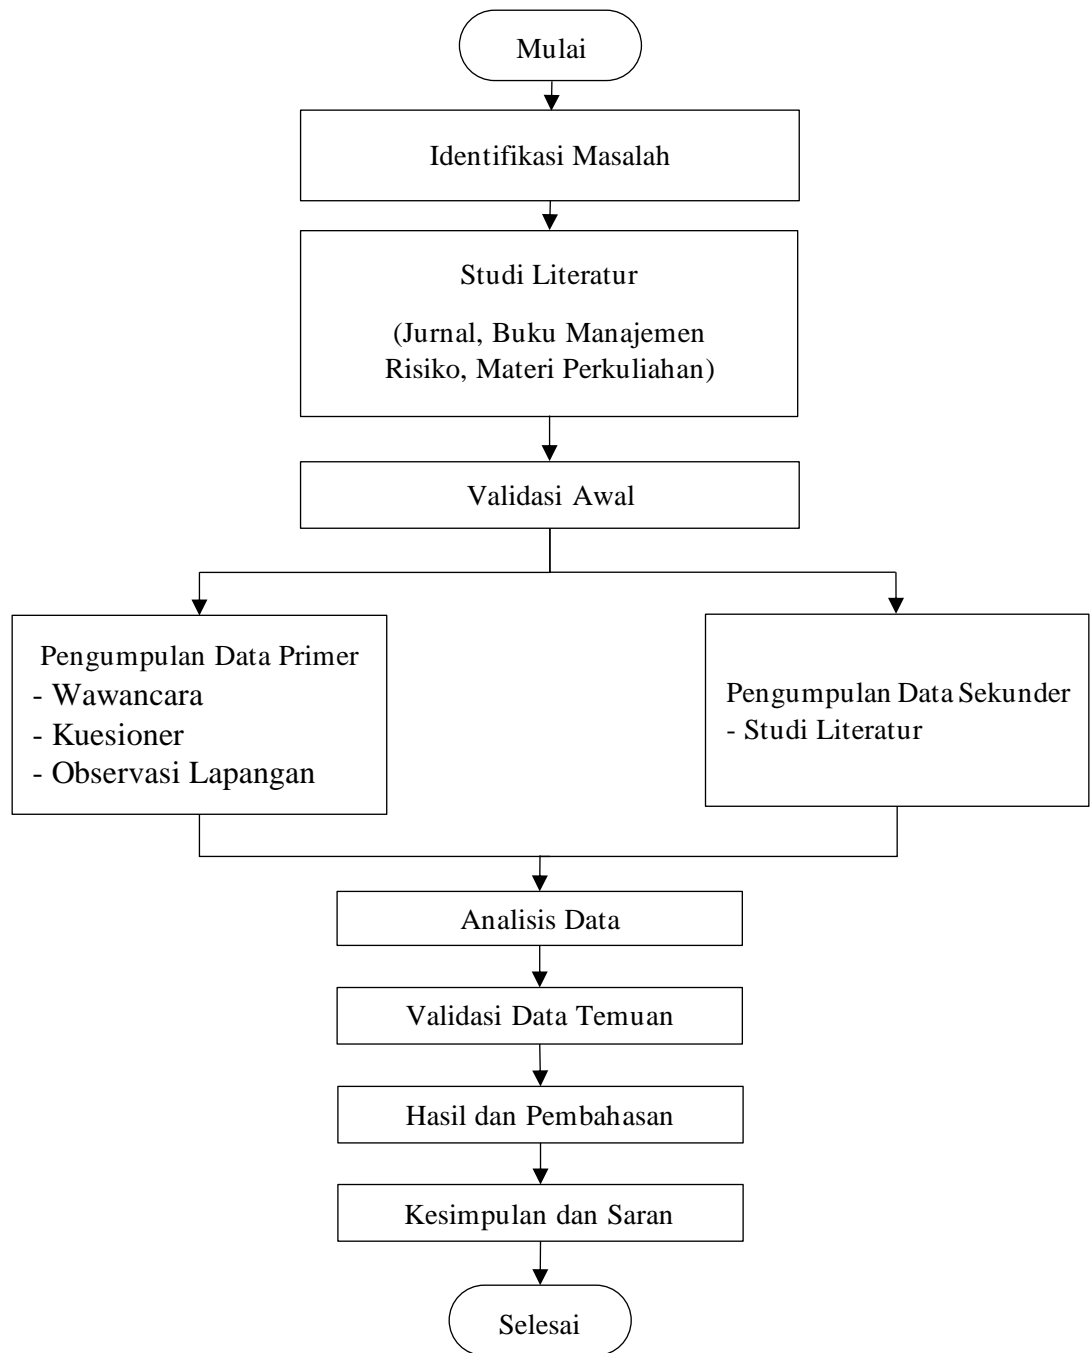 Mulai
Identifikasi Masalah
Studi Literatur
(Jurnal, Buku Manajemen
Risiko, Materi Perkuliahan)
Validasi Awal
Pengumpulan Data Primer
- Wawancara
- Kuesioner
- Observasi Lapangan
Pengumpulan Data Sekunder
- Studi Literatur
Analisis Data
Validasi Data Temuan
Hasil dan Pembahasan
Kesimpulan dan Saran
Selesai